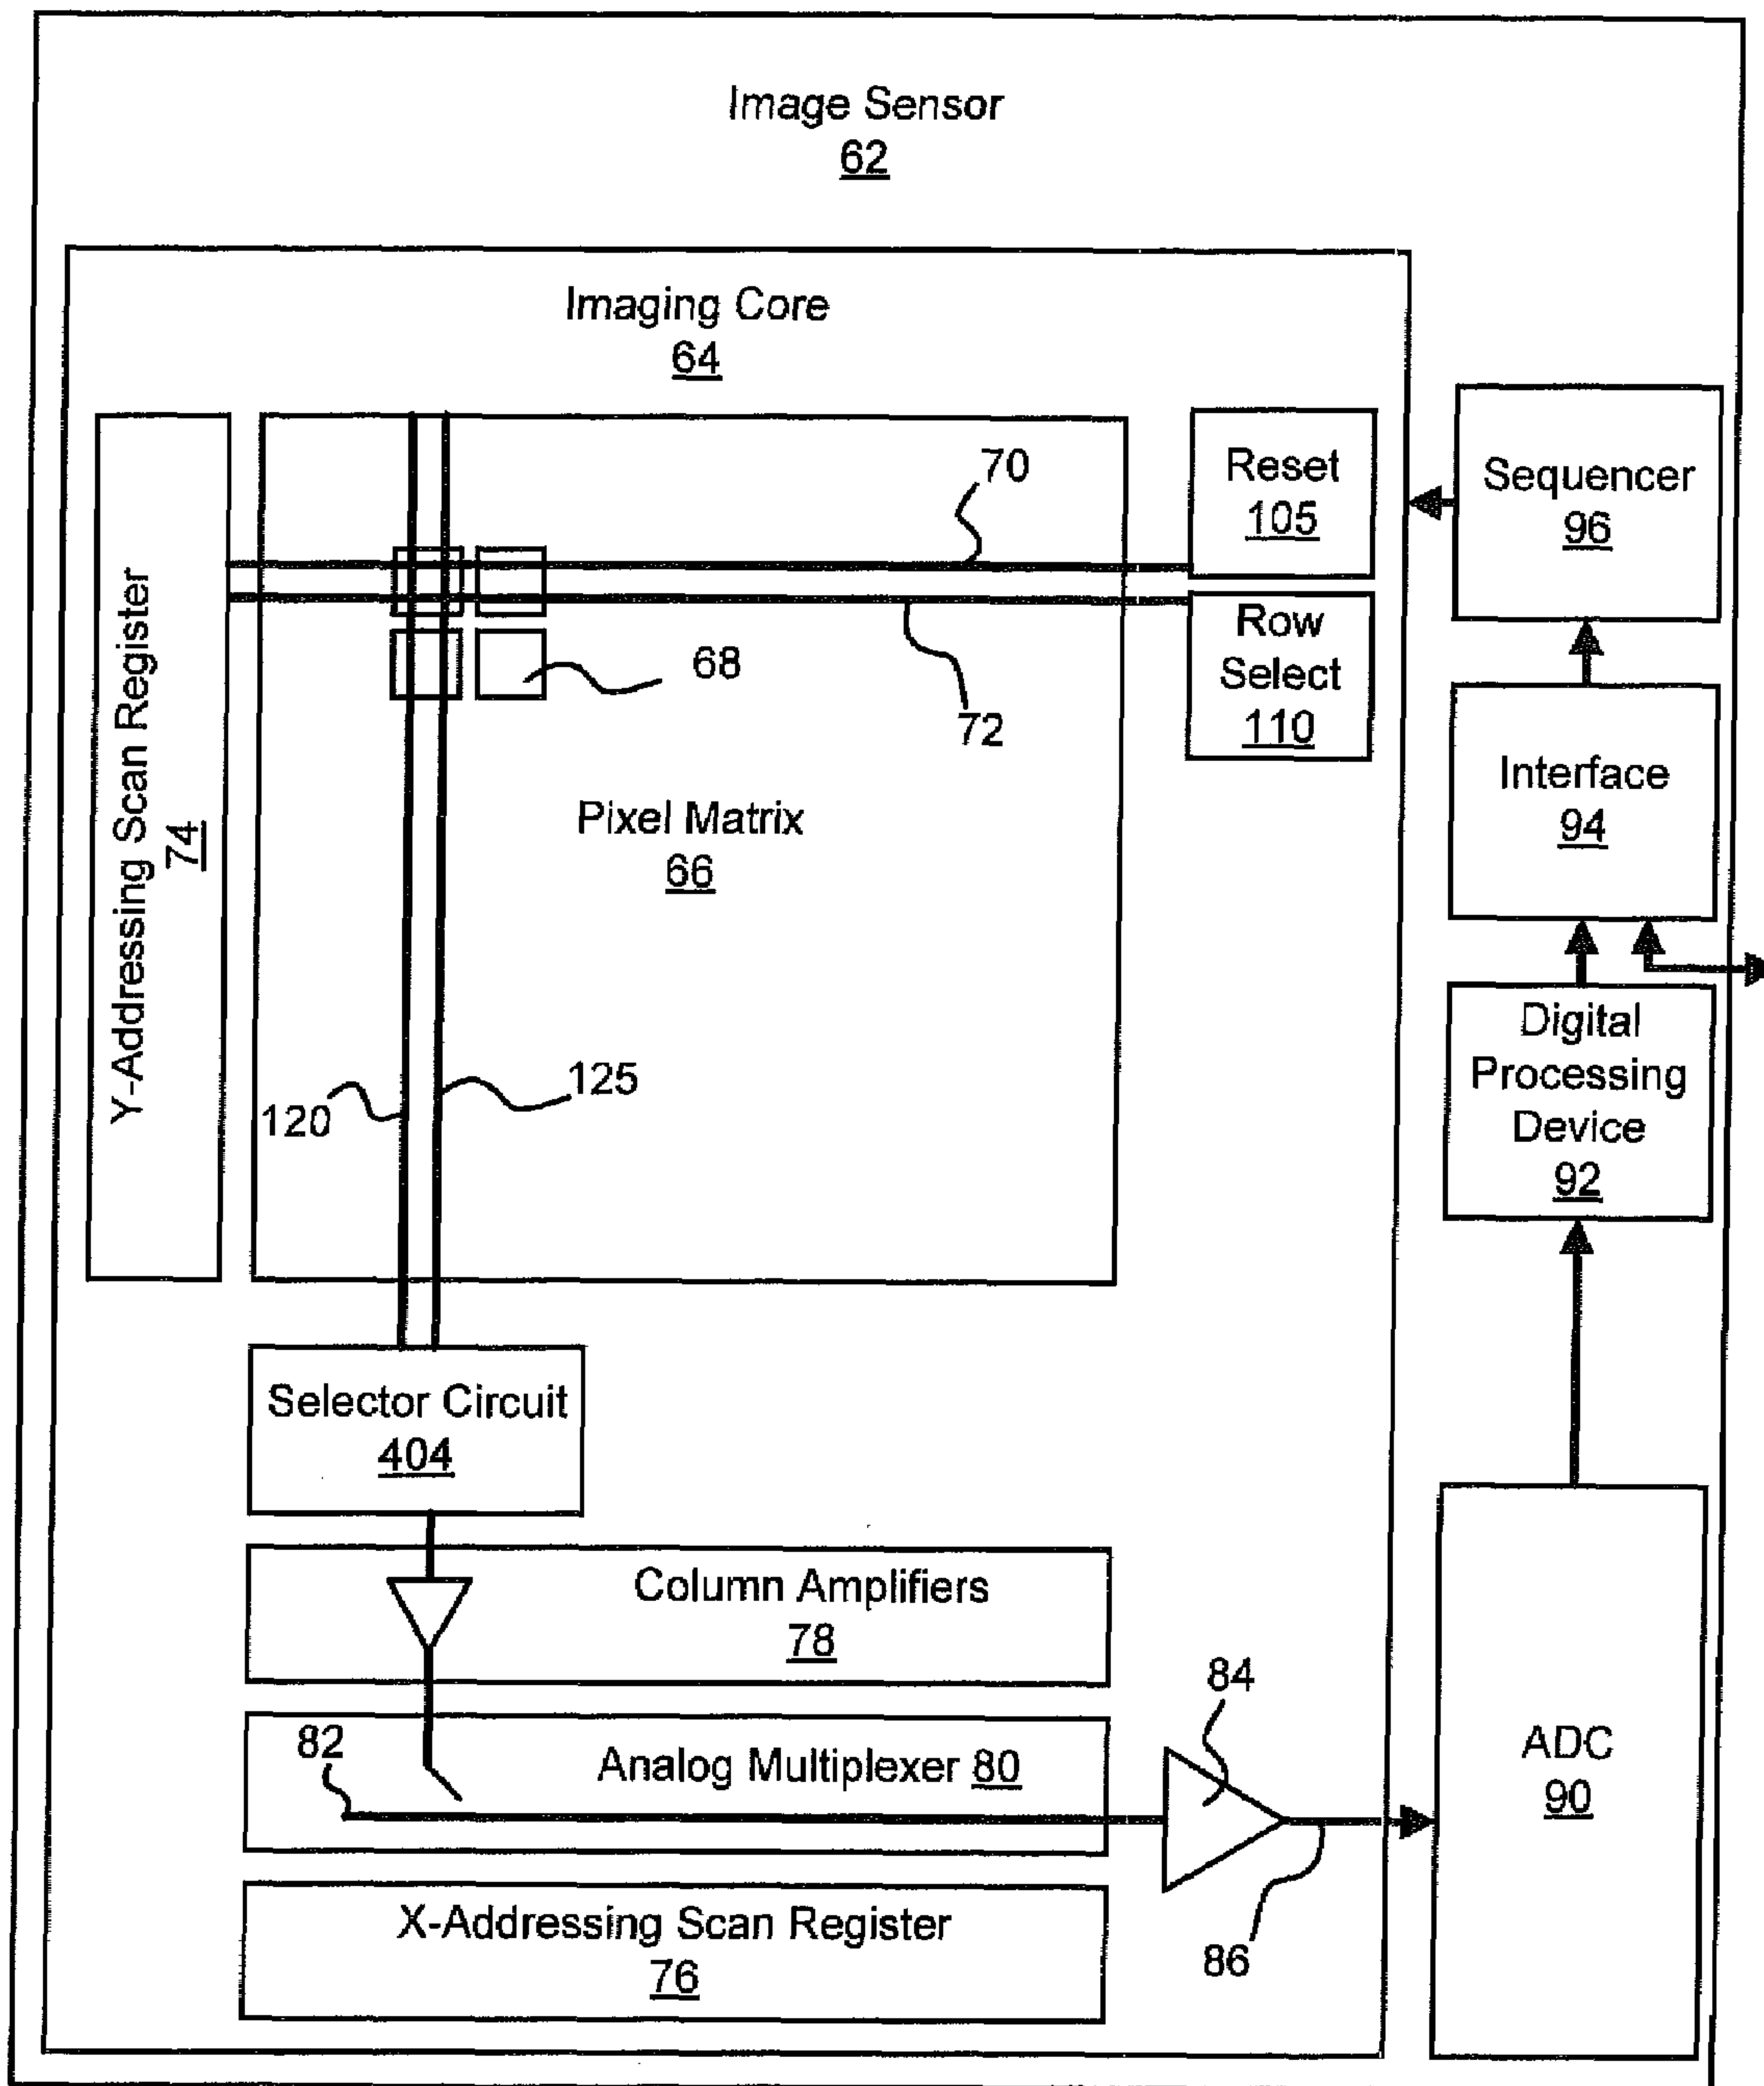 Image Sensor
62
Imaging Core
64
Y-Addressing Scan Register
74
70
Reset
105
Row
Select
110
68
72
Pixel Matrix
66
120
125
Sequencer
96
Interface
94
Digital
Processing
Device
92
Selector Circuit
404
Column Amplifiers
78
82
Analog Multiplexer 80
84
86
ADC
90
X-Addressing Scan Register
76